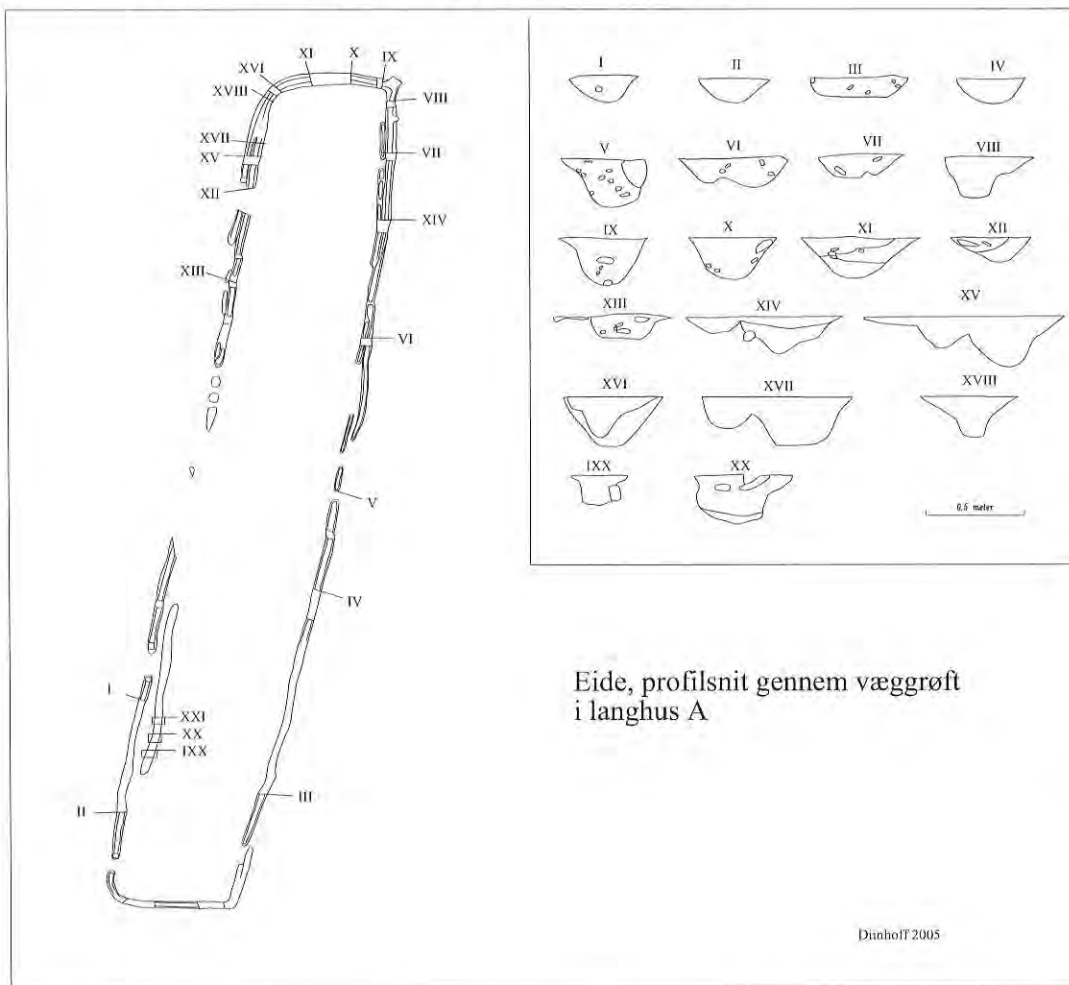 XI
X
IX
XVI
XVIII
VIII
XVII
XV
VII
XII
XIV
XIII
VI
V
IV
I
XXI
XX
IXX
II
III
I II III IV
V VI VII VIII
IX X XI XII
XIII XIV XV
XVI XVII XVIII
IXX XX
0,5 meter
Eide, profilsnit gennem væggrøft
i langhus A
Diinhoff 2005